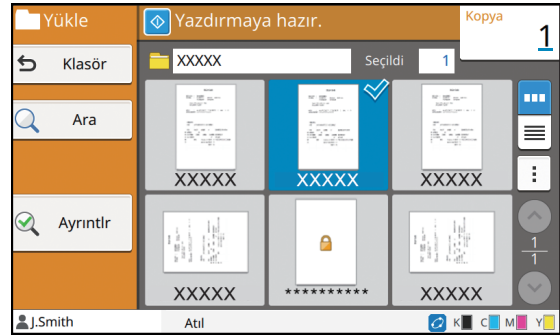 Yükle
Yazdırmaya hazır.
Kopya
1
Klasör
XXXXX
Seçildi
1
Ara
XXXXX
XXXXX
XXXXX
Ayrıntlr
1
1
XXXXX
**********
XXXXX
J.Smith
Atıl
K C M Y